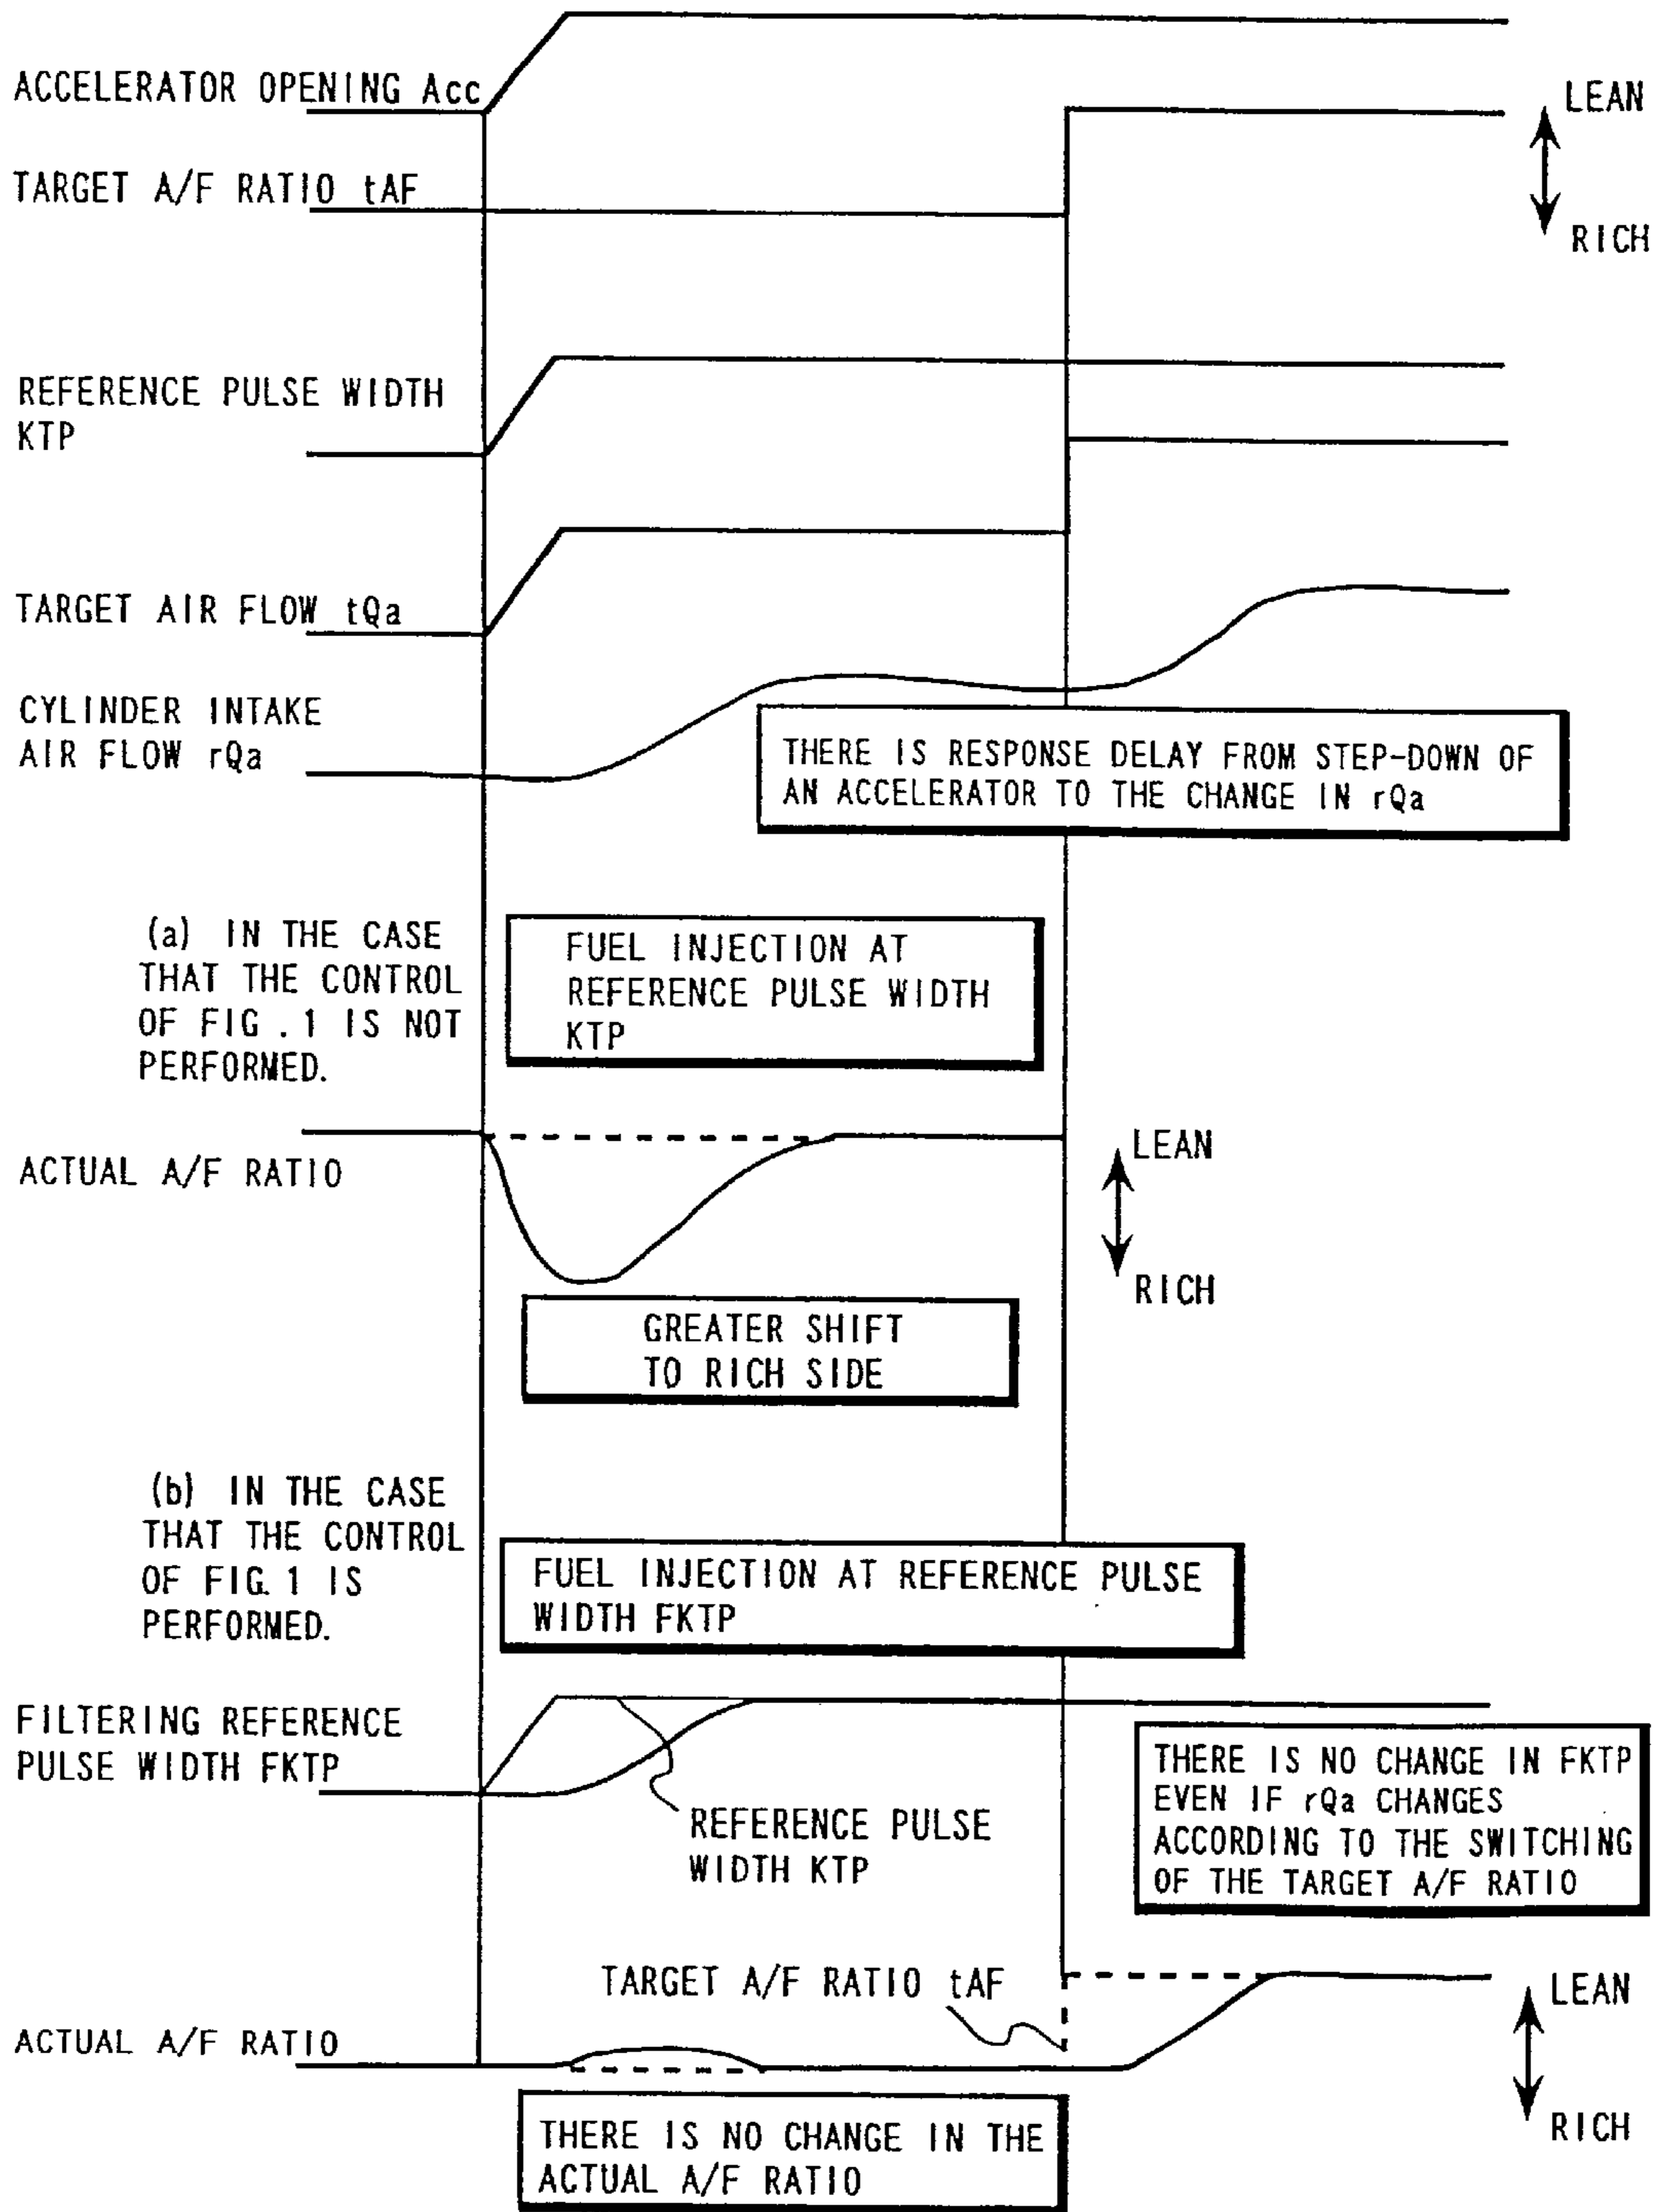 ACCELERATOR OPENING Acc
LEAN
TARGET A/F RATIO tAF
RICH
REFERENCE PULSE WIDTH
KTP
TARGET AIR FLOW tQa
CYLINDER INTAKE
AIR FLOW rQa
THERE IS RESPONSE DELAY FROM STEP-DOWN OF
AN ACCELERATOR TO THE CHANGE IN rQa
(a) IN THE CASE
THAT THE CONTROL
OF FIG.1 IS NOT
PERFORMED.
FUEL INJECTION AT
REFERENCE PULSE WIDTH
KTP
ACTUAL A/F RATIO
LEAN
RICH
GREATER SHIFT
TO RICH SIDE
(b) IN THE CASE
THAT THE CONTROL
OF FIG.1 IS
PERFORMED.
FUEL INJECTION AT REFERENCE PULSE
WIDTH FKTP
FILTERING REFERENCE
PULSE WIDTH FKTP
REFERENCE PULSE
WIDTH KTP
THERE IS NO CHANGE IN FKTP
EVEN IF rQa CHANGES
ACCORDING TO THE SWITCHING
OF THE TARGET A/F RATIO
TARGET A/F RATIO tAF
LEAN
ACTUAL A/F RATIO
RICH
THERE IS NO CHANGE IN THE
ACTUAL A/F RATIO